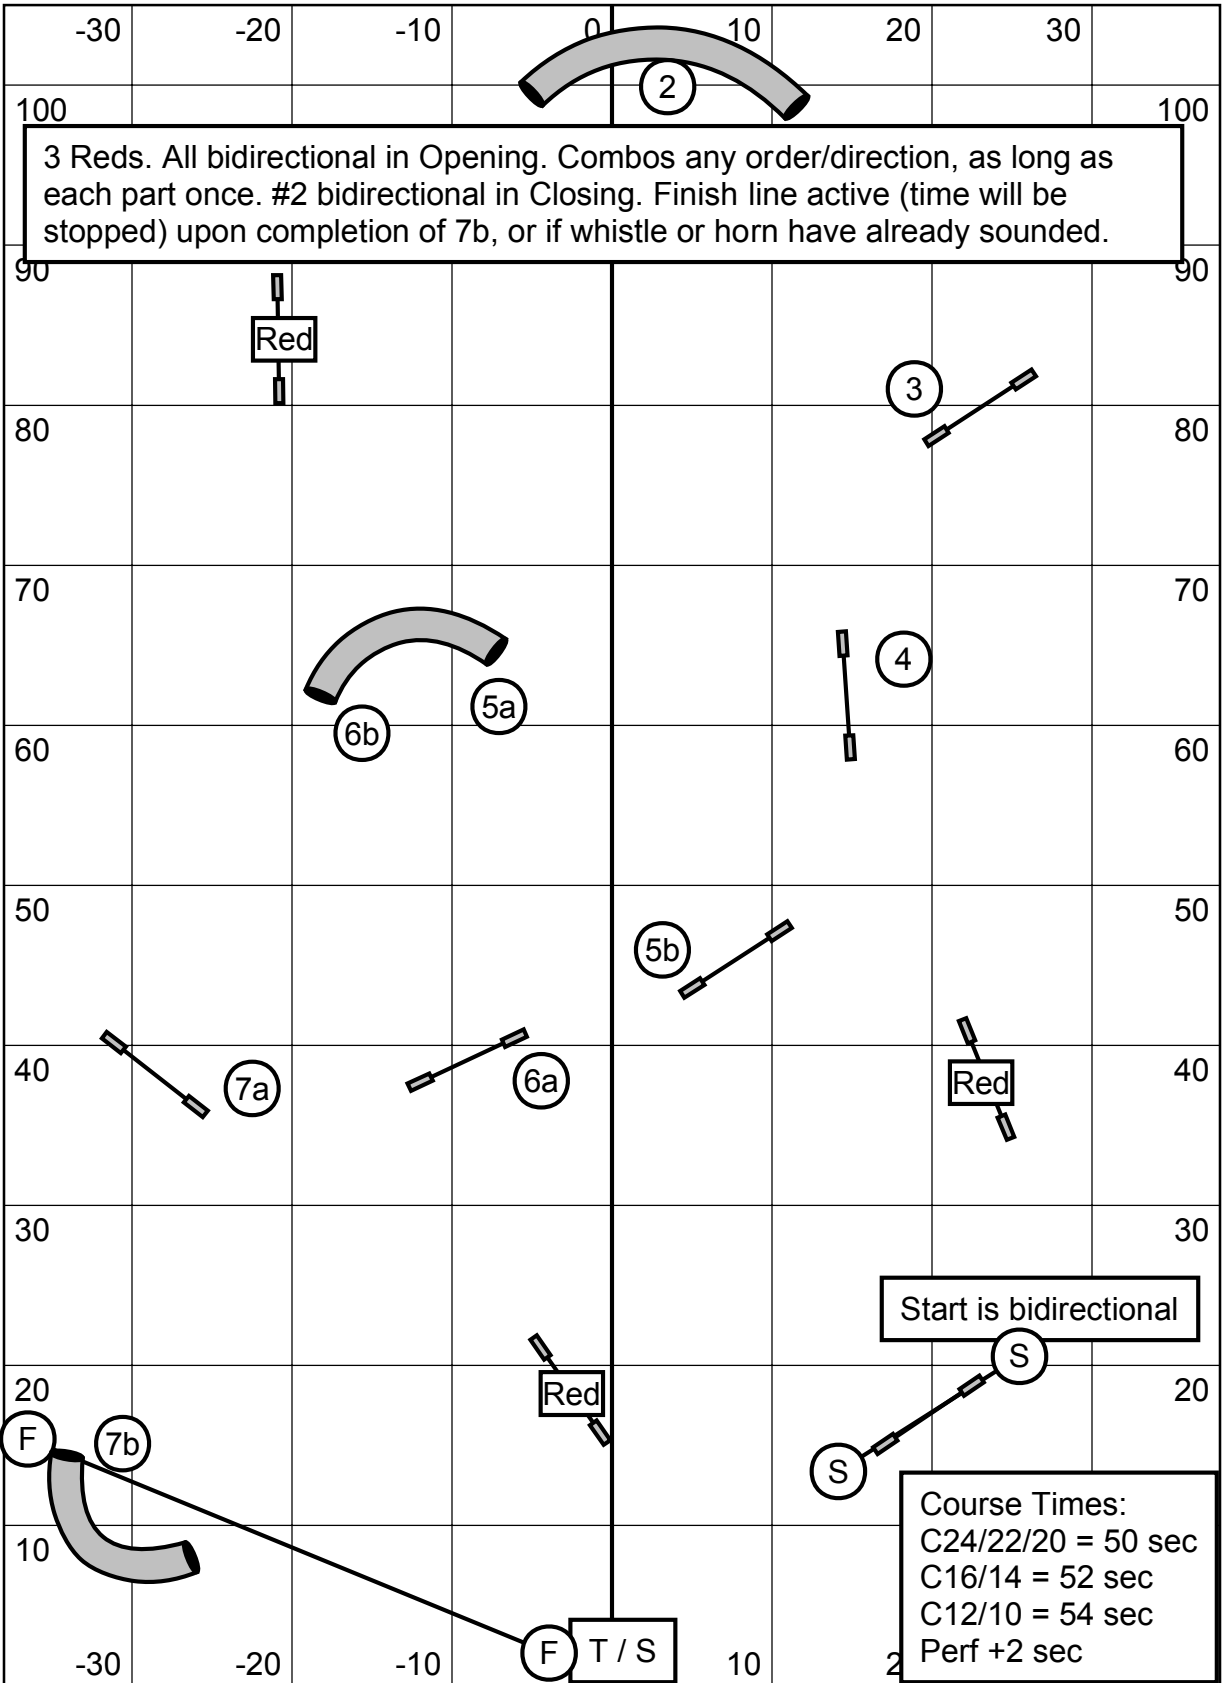 -30 -20 -10 0 10 20 30
2
100 100
3 Reds. All bidirectional in Opening. Combos any order/direction, as long as
each part once. #2 bidirectional in Closing. Finish line active (time will be
stopped) upon completion of 7b, or if whistle or horn have already sounded.
90 90
Red
3
80 80
70 70
4
5a
6b
60 60
50 50
5b
40 40
7a 6a Red
30 30
Start is bidirectional
S
20 Red 20
F 7b
S
Course Times:
C24/22/20 = 50 sec
10
C16/14 = 52 sec
C12/10 = 54 sec
Perf +2 sec
F T / S
-30 -20 -10 10 2